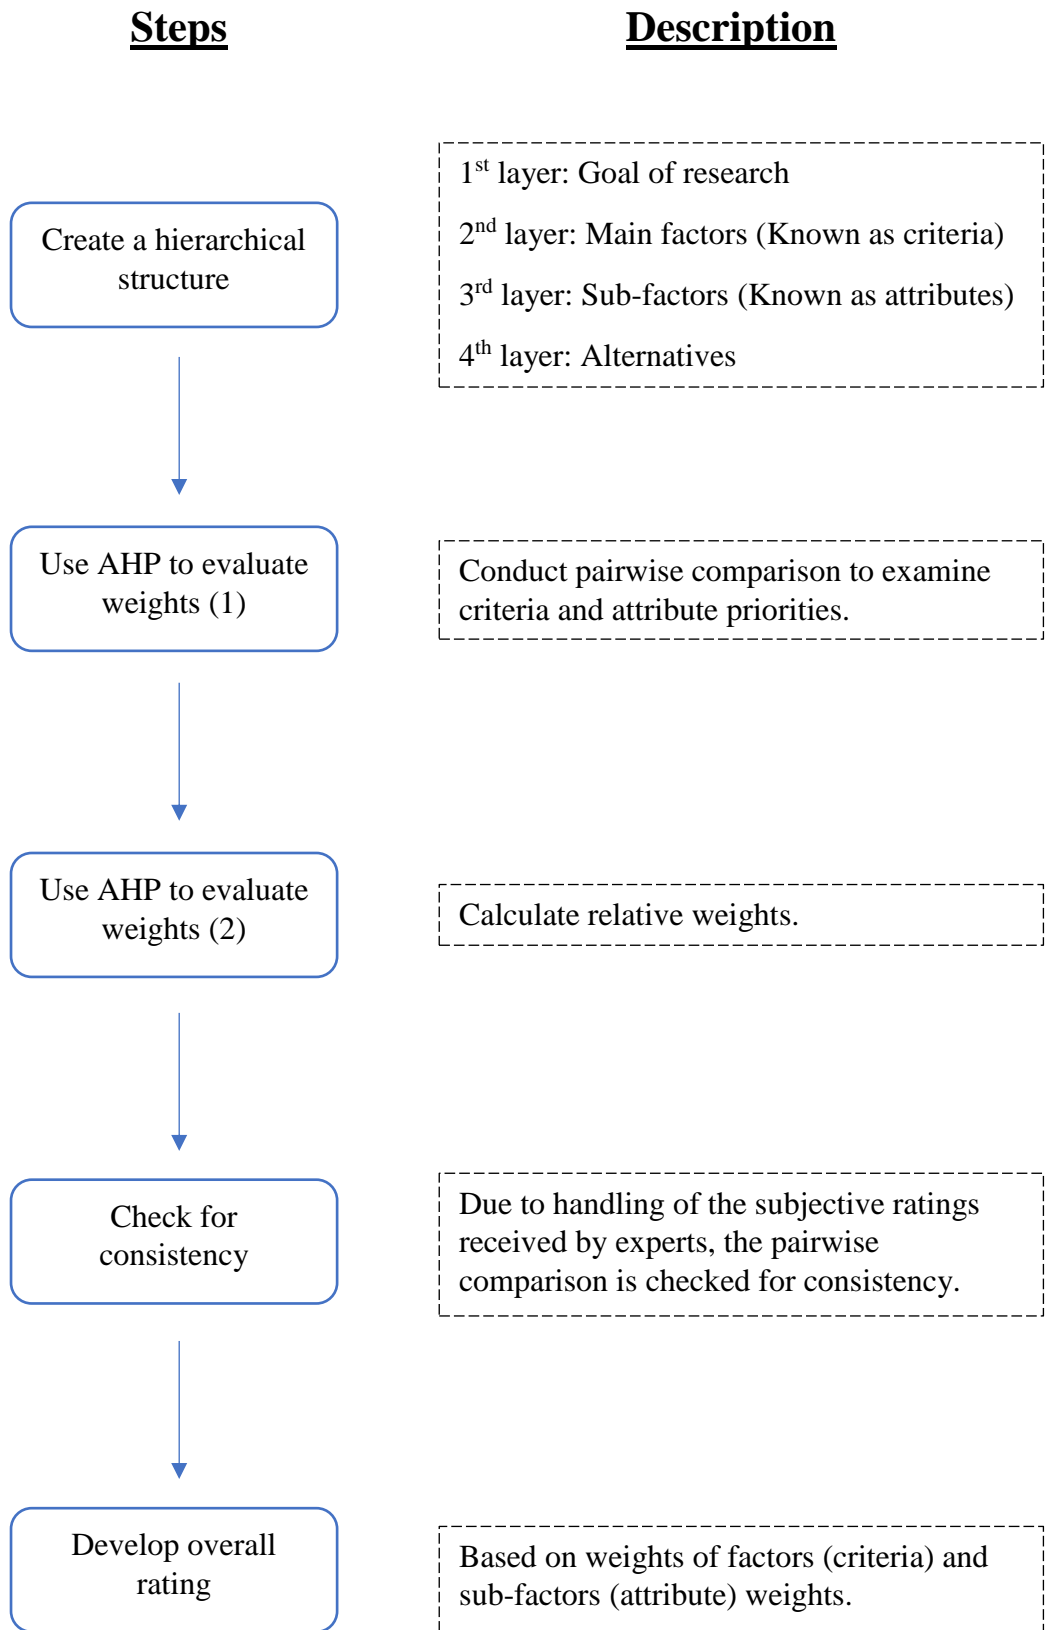 Steps
Description
Create a hierarchical
structure
1st layer: Goal of research
2nd layer: Main factors (Known as criteria)
3rd layer: Sub-factors (Known as attributes)
4th layer: Alternatives
Use AHP to evaluate
weights (1)
Conduct pairwise comparison to examine
criteria and attribute priorities.
Use AHP to evaluate
weights (2)
Calculate relative weights.
Check for
consistency
Due to handling of the subjective ratings
received by experts, the pairwise
comparison is checked for consistency.
Develop overall
rating
Based on weights of factors (criteria) and
sub-factors (attribute) weights.